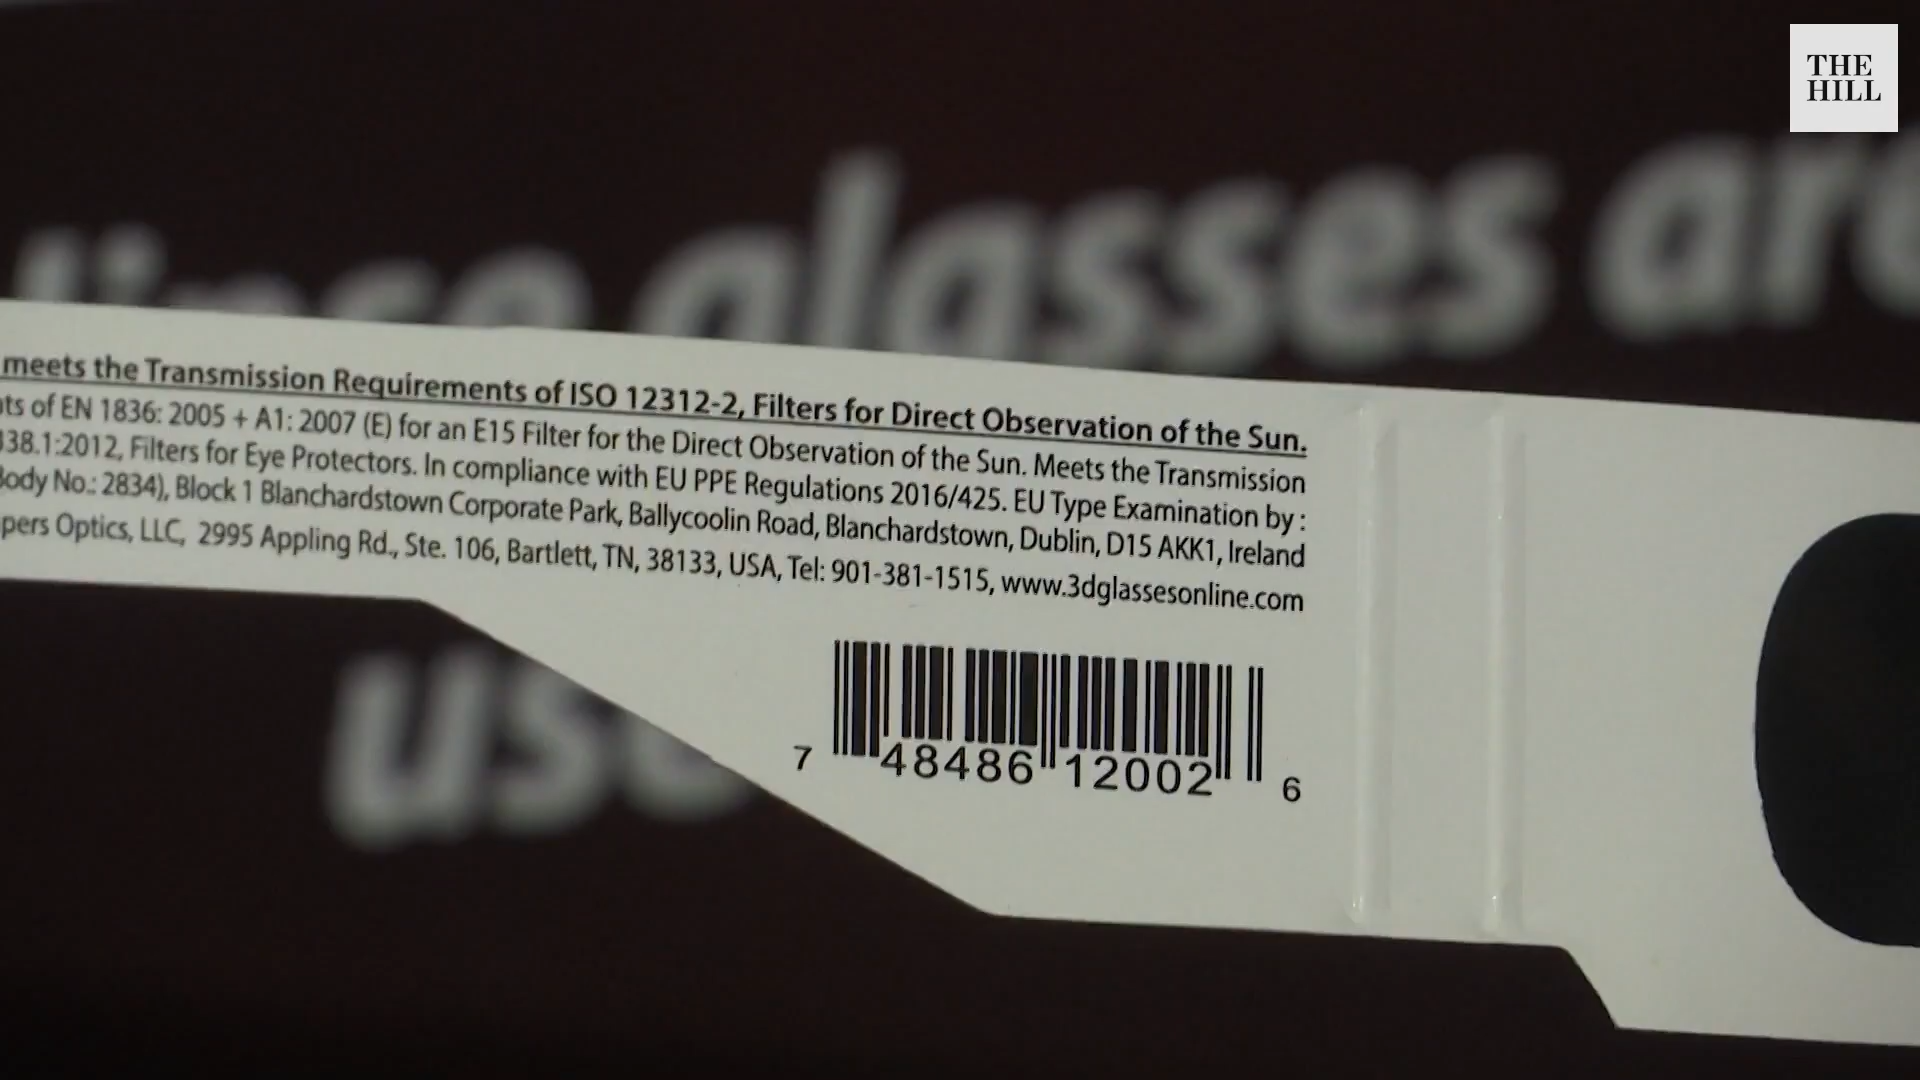 THE
HILL
glasses are
meets the Transmission Requirements of ISO 12312-2, Filters for Direct Observation of the Sun.
of EN 1836: 2005 + A1: 2007 (E) for an E15 Filter for the Direct Observation of the Sun. Meets the Transmission
38.1:2012, Filters for Eye Protectors. In compliance with EU PPE Regulations 2016/425. EU Type Examination by :
Body No.: 2834), Block 1 Blanchardstown Corporate Park, Ballycoolin Road, Blanchardstown, Dublin, D15 AKK1, Ireland
pers Optics, LLC, 2995 Appling Rd., Ste. 106, Bartlett, TN, 38133, USA, Tel: 901-381-1515, www.3dglassesonline.com
7 48486 12002 6